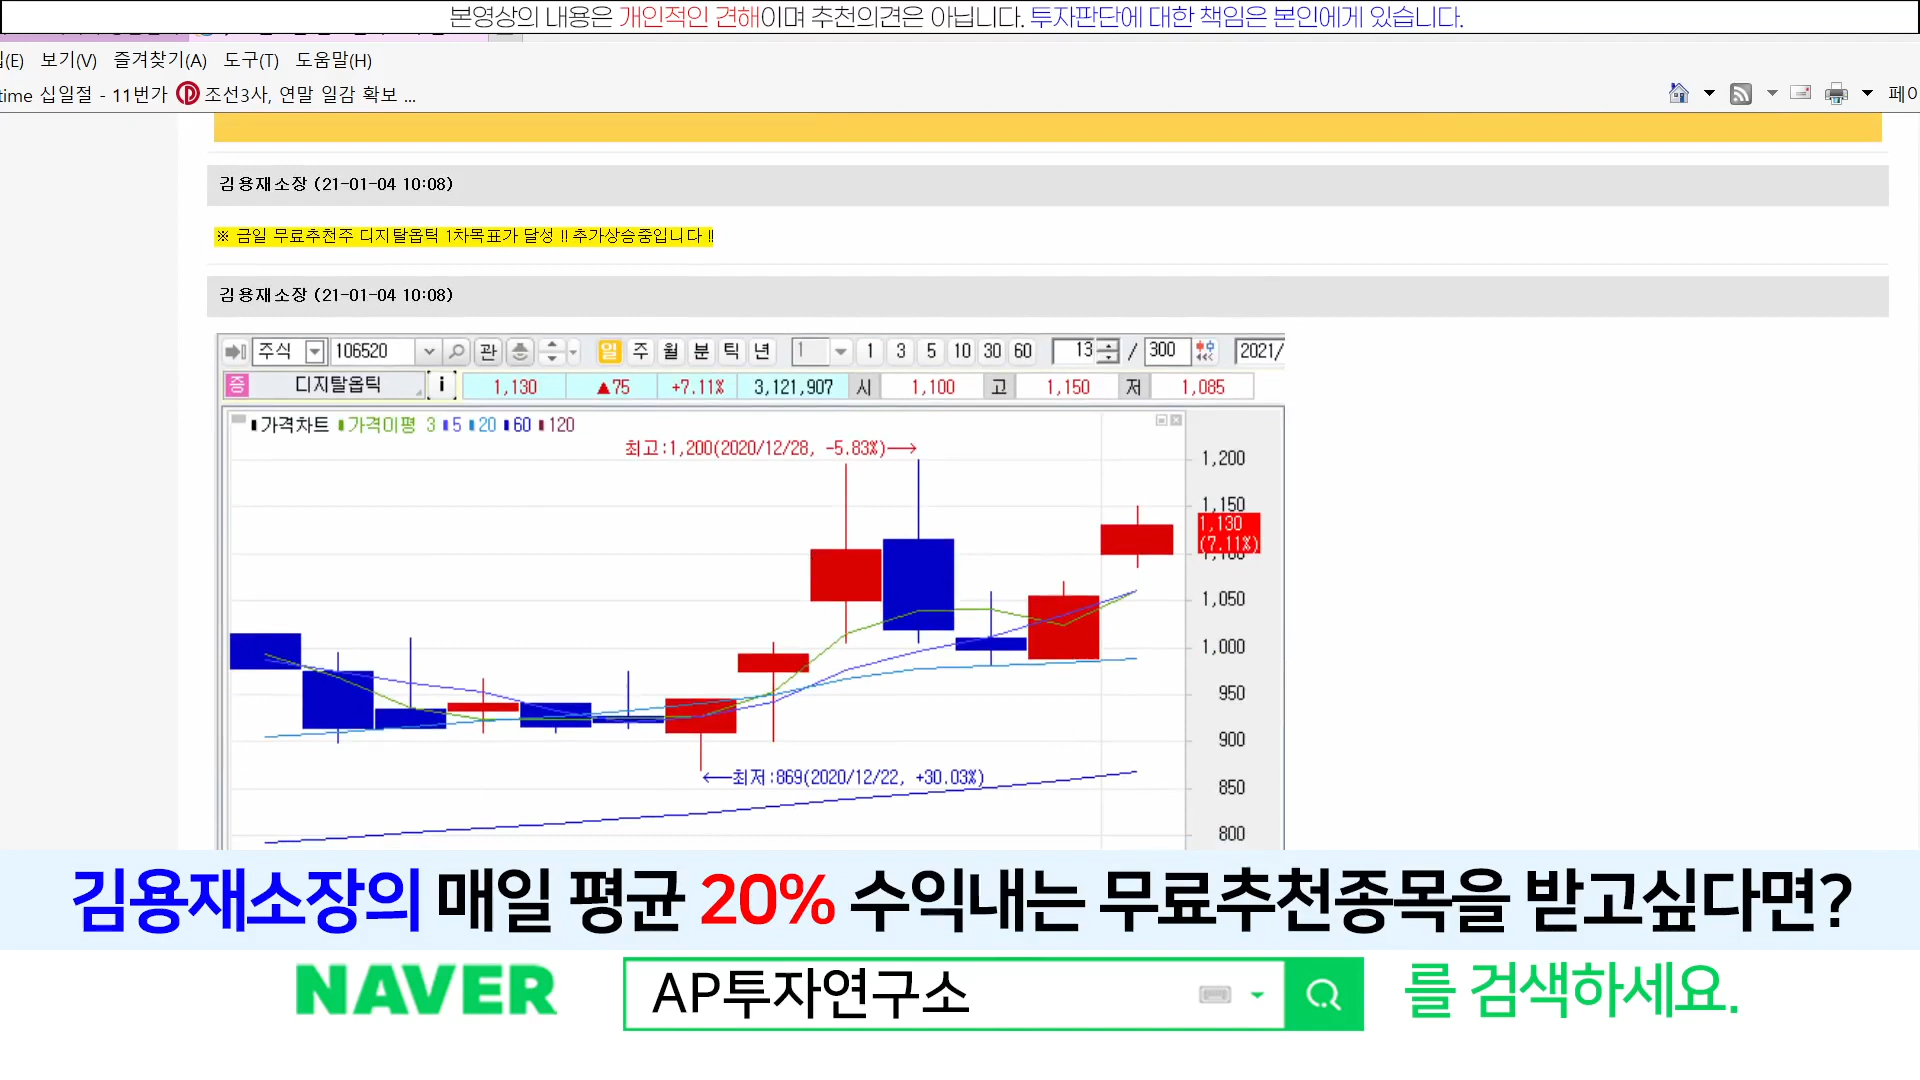 본영상의 내용은 개인적인 견해이며 추천의견은 아닙니다. 투자판단에 대한 책임은 본인에게 있습니다.
(E) 보기(V) 즐겨찾기(A) 도구(T) 도움말(H)
time 십일절 - 11번가 조선3사, 연말 일감 확보 ...
페이
김용재소장 (21-01-04 10:08)
※ 금일 무료추천주 디지탈옵틱 1차목표가 달성 !! 추가상승중입니다 !!
김용재소장 (21-01-04 10:08)
주식 106520 관 일 주 월 분 틱 년 1 1 3 5 10 30 60 13 / 300 2021/
증 디지탈옵틱 i 1,130 ▲75 +7.11% 3,121,907 시 1,100 고 1,150 저 1,085
가격차트 가격이평 3 5 20 60 120
최고:1,200(2020/12/28, -5.83%)→
1,200
1,150
1,130
(7.11%)
1,100
1,050
1,000
950
900
←최저:869(2020/12/22, +30.03%)
850
800
김용재소장의 매일 평균 20% 수익내는 무료추천종목을 받고싶다면?
NAVER AP투자연구소 를 검색하세요.